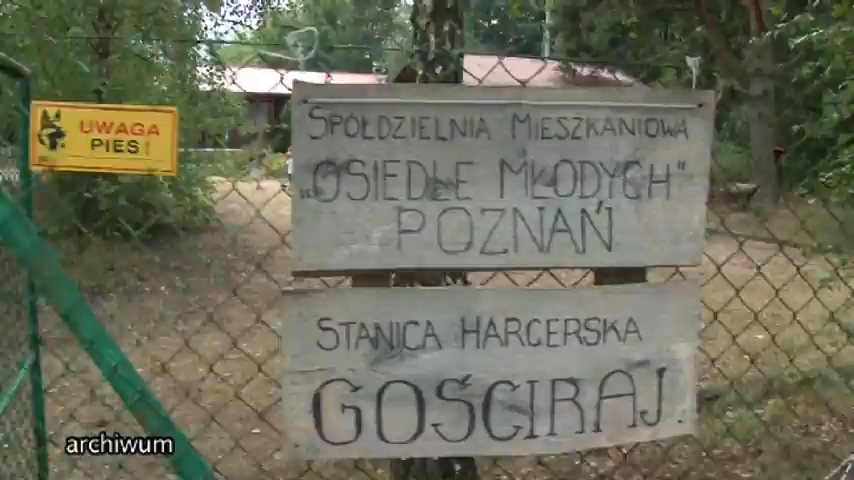 UWAGA
PIES!
SPÓŁDZIELNIA MIESZKANIOWA
„OSIEDLE MŁODYCH”
POZNAŃ
STANICA HARCERSKA
GOŚCIRAJ.
archiwum